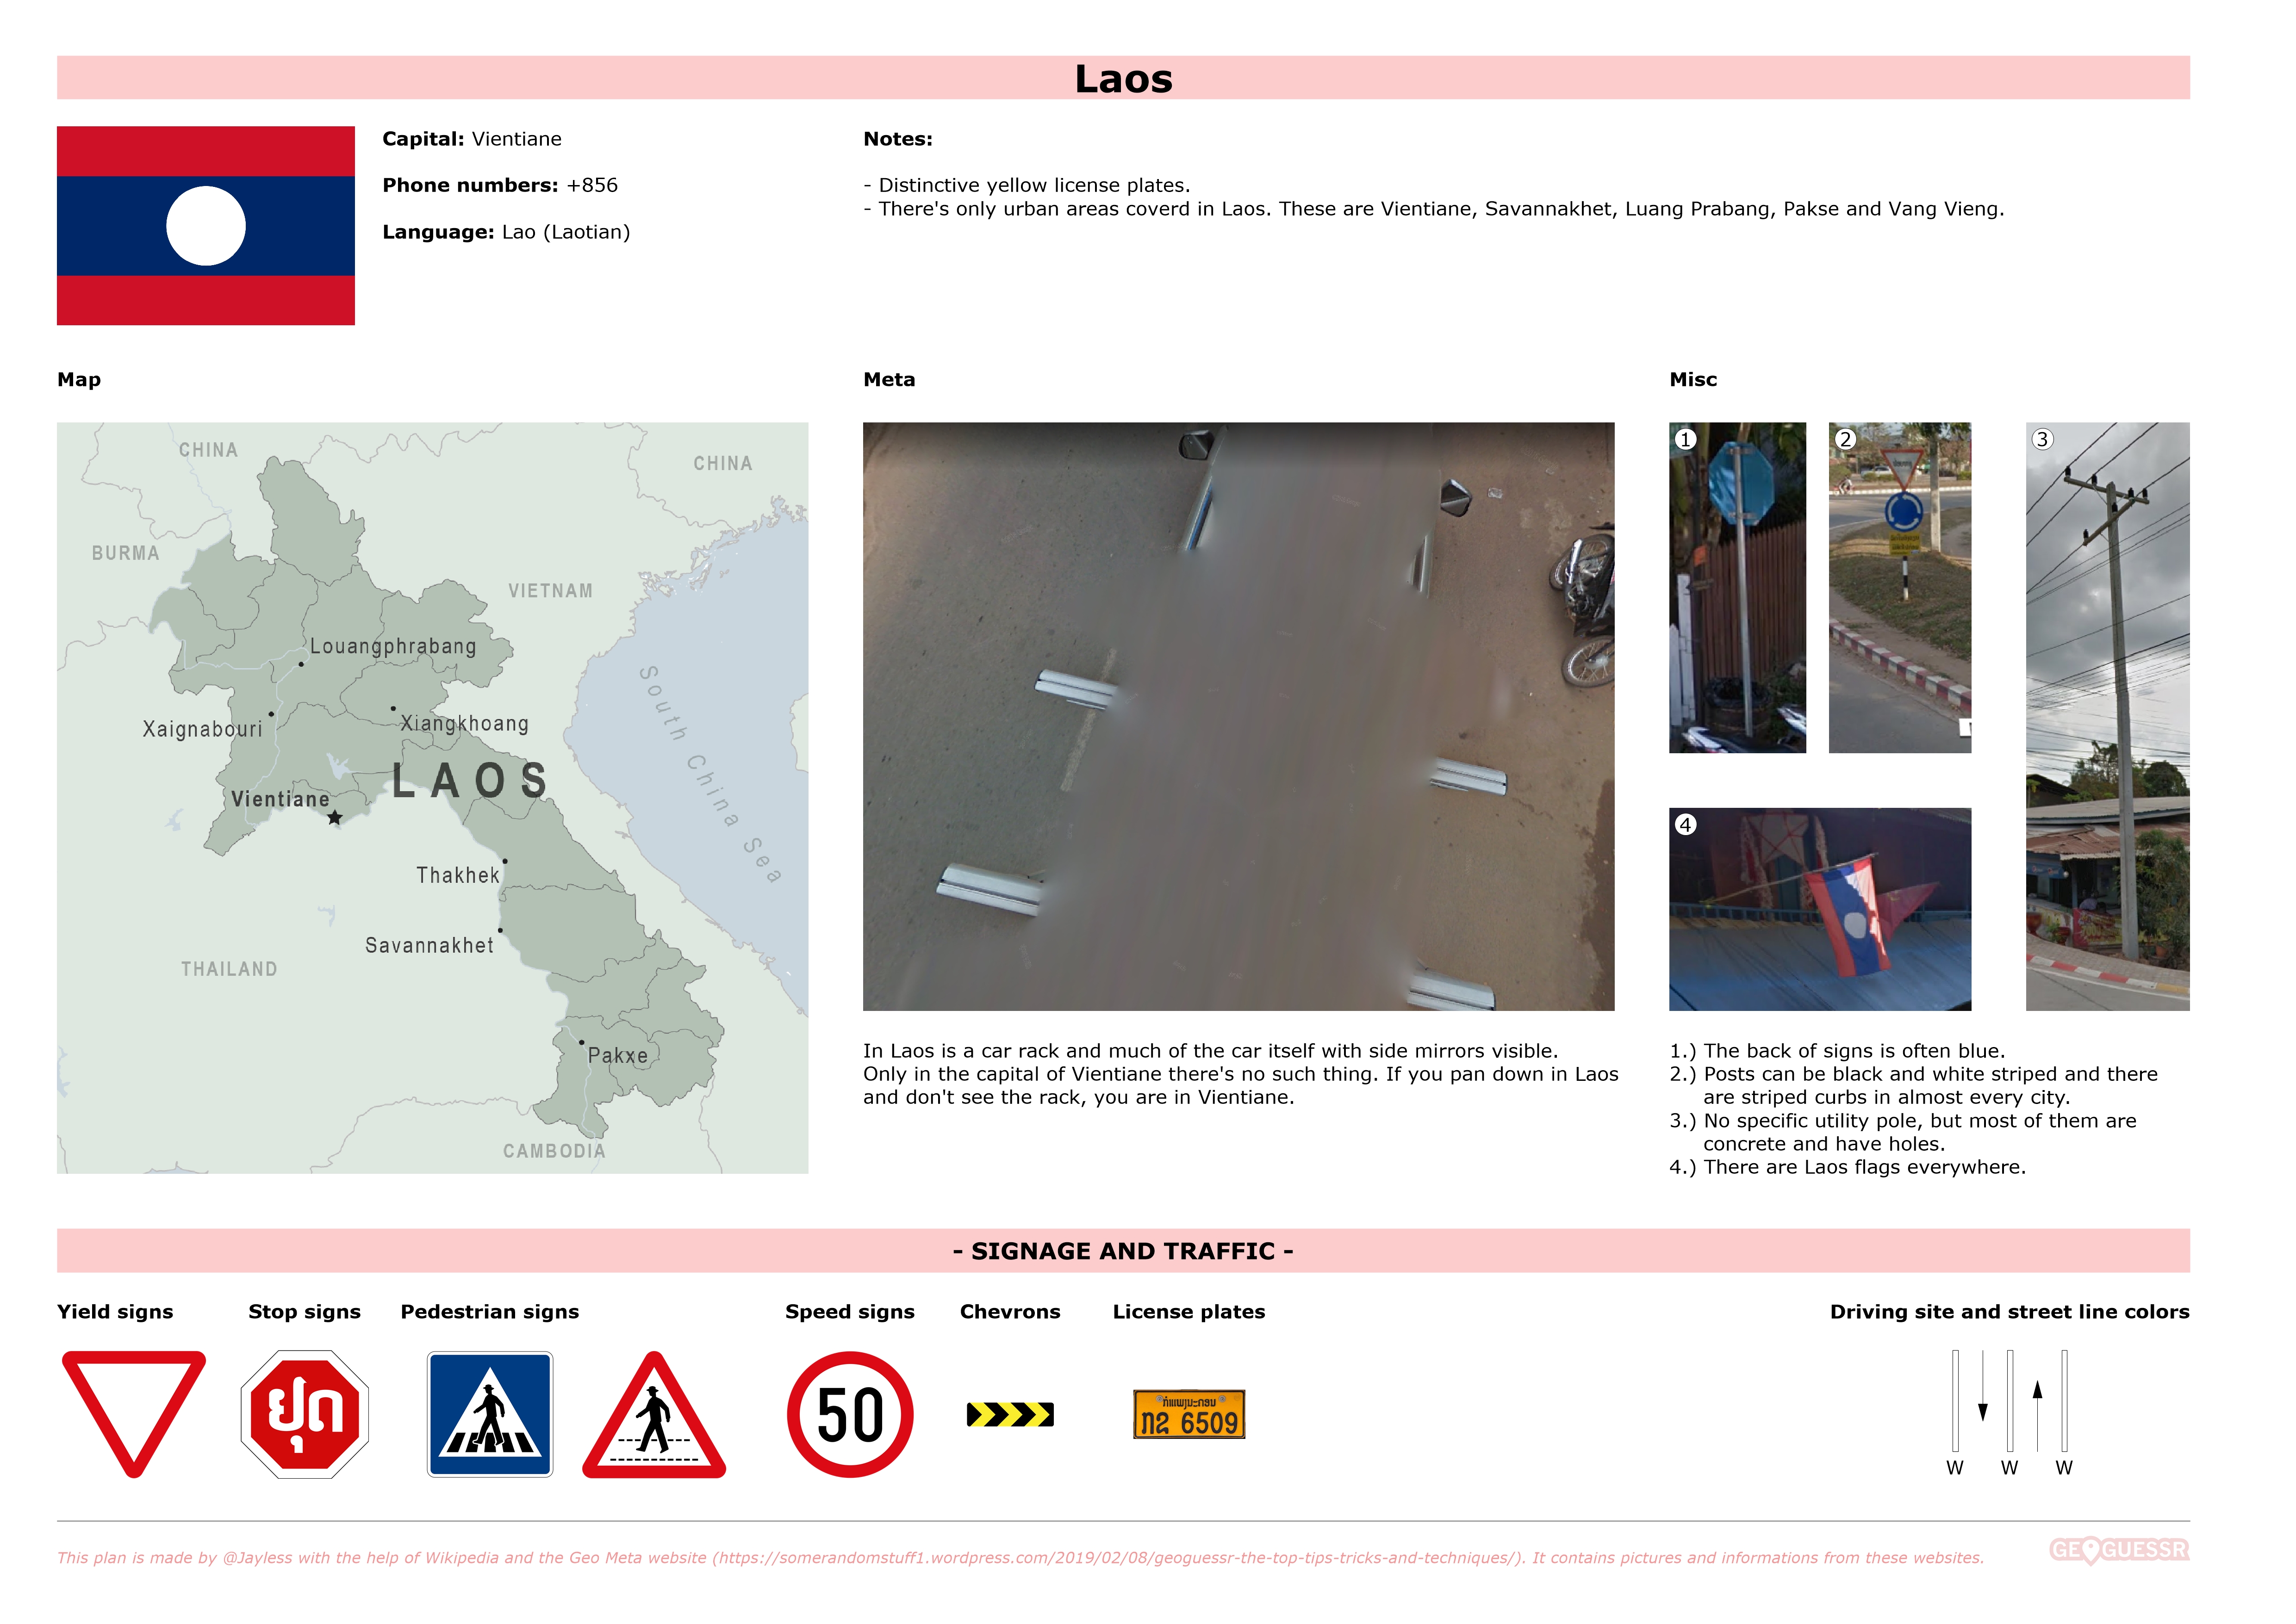 Laos
Capital: Vientiane
Phone numbers: +856
Language: Lao (Laotian)
Notes:
- Distinctive yellow license plates.
- There's only urban areas coverd in Laos. These are Vientiane, Savannakhet, Luang Prabang, Pakse and Vang Vieng.
Map
CHINA
CHINA
BURMA
VIETNAM
Louangphrabang
Xaignabouri
Xiangkhoang
LAOS
Vientiane
South China Sea
Thakhek
Savannakhet
THAILAND
Pakxe
CAMBODIA
Meta
In Laos is a car rack and much of the car itself with side mirrors visible.
Only in the capital of Vientiane there's no such thing. If you pan down in Laos
and don't see the rack, you are in Vientiane.
Misc
1
2
3
4
1.) The back of signs is often blue.
2.) Posts can be black and white striped and there
are striped curbs in almost every city.
3.) No specific utility pole, but most of them are
concrete and have holes.
4.) There are Laos flags everywhere.
- SIGNAGE AND TRAFFIC -
Yield signs
Stop signs
Pedestrian signs
Speed signs
Chevrons
License plates
Driving site and street line colors
ຢຸດ
50
ກຂ 6509
W W W
This plan is made by @Jayless with the help of Wikipedia and the Geo Meta website (https://somerandomstuff1.wordpress.com/2019/02/08/geoguessr-the-top-tips-tricks-and-techniques/). It contains pictures and informations from these websites.
GEOGUESSR